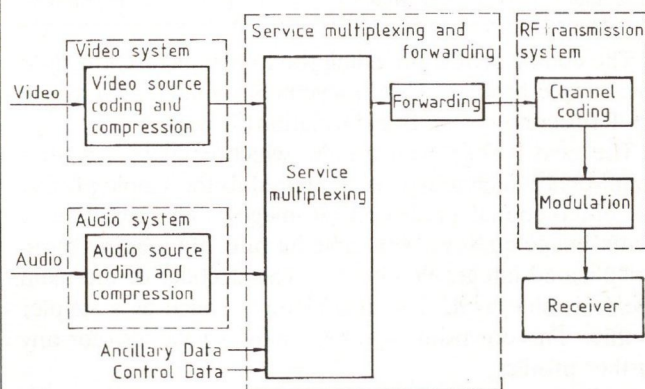 Video system
Video
Video source
coding and
compression
Audio system
Audio
Audio source
coding and
compression
Ancillary Data
Control Data
Service multiplexing and
forwarding
Service
multiplexing
Forwarding
RF Transmission
system
Channel
coding
Modulation
Receiver